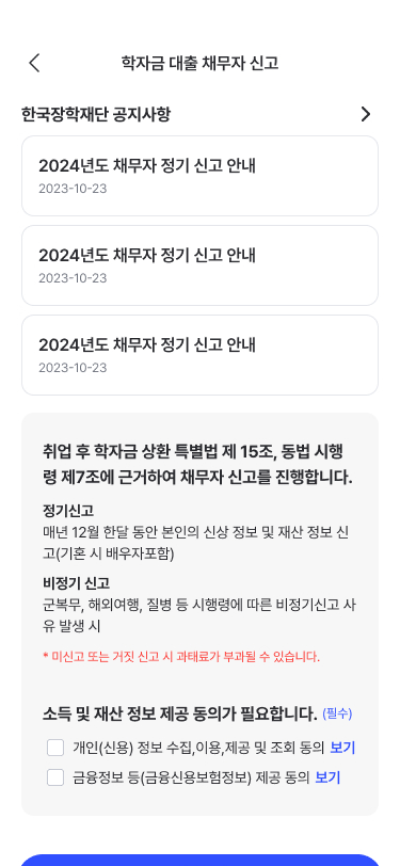 학자금 대출 채무자 신고
한국장학재단 공지사항
2024년도 채무자 정기 신고 안내
2023-10-23
2024년도 채무자 정기 신고 안내
2023-10-23
2024년도 채무자 정기 신고 안내
2023-10-23
취업 후 학자금 상환 특별법 제 15조, 동법 시행
령 제7조에 근거하여 채무자 신고를 진행합니다.
정기신고
매년 12월 한달 동안 본인의 신상 정보 및 재산 정보 신
고(기혼 시 배우자포함)
비정기 신고
군복무, 해외여행, 질병 등 시행령에 따른 비정기신고 사
유 발생 시
* 미신고 또는 거짓 신고 시 과태료가 부과될 수 있습니다.
소득 및 재산 정보 제공 동의가 필요합니다. (필수)
개인(신용) 정보 수집,이용,제공 및 조회 동의 보기
금융정보 등(금융신용보험정보) 제공 동의 보기